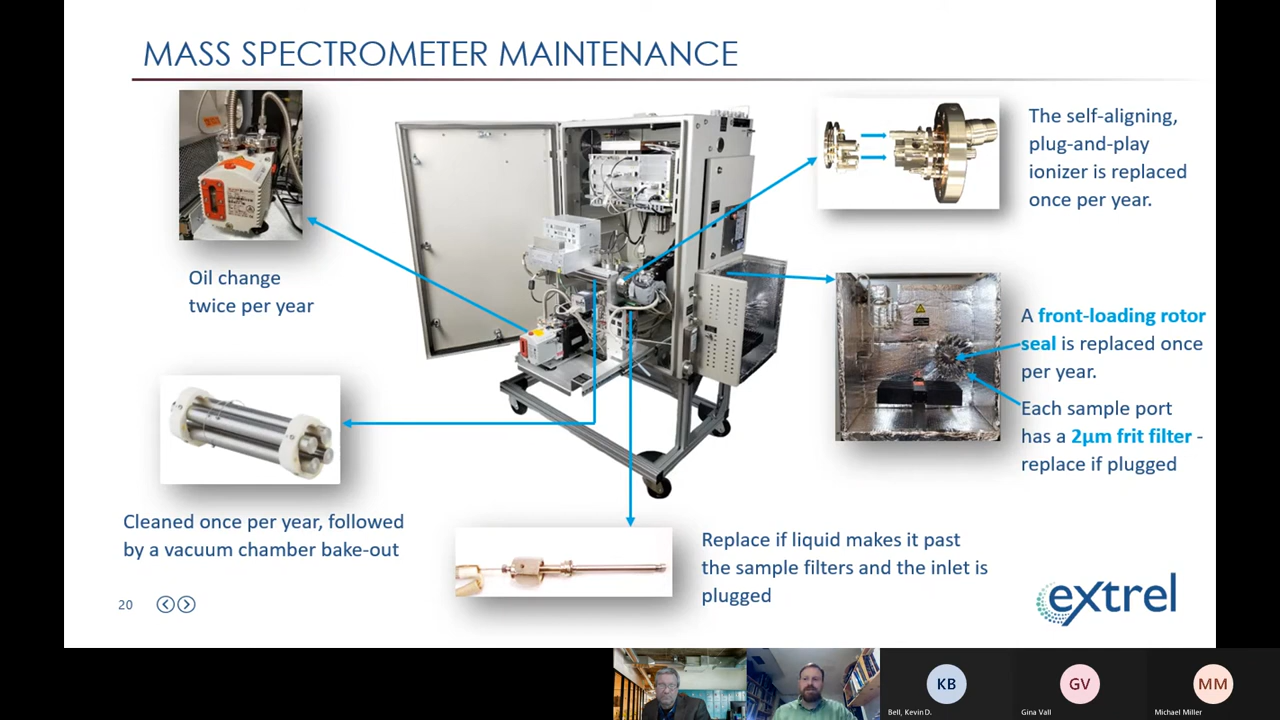 MASS SPECTROMETER MAINTENANCE
Oil change
twice per year
The self-aligning,
plug-and-play
ionizer is replaced
once per year.
A front-loading rotor
seal is replaced once
per year.
Each sample port
has a 2µm frit filter -
replace if plugged
Cleaned once per year, followed
by a vacuum chamber bake-out
Replace if liquid makes it past
the sample filters and the inlet is
plugged
20
extrel
KB
Bell, Kevin D.
GV
Gina Vall
MM
Michael Miller